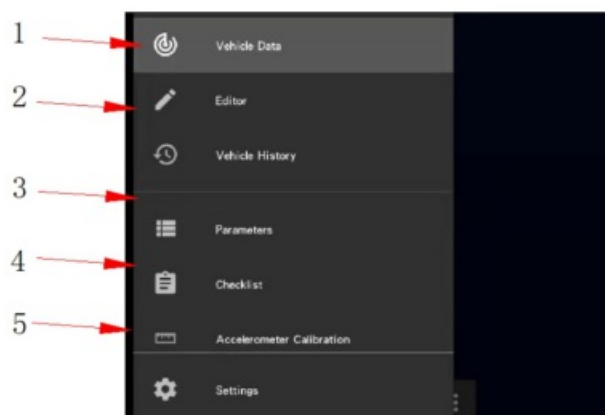 1
Vehicle Data
2
Editor
Vehicle History
3
Parameters
4
Checklist
5
Accelerometer Calibration
Settings